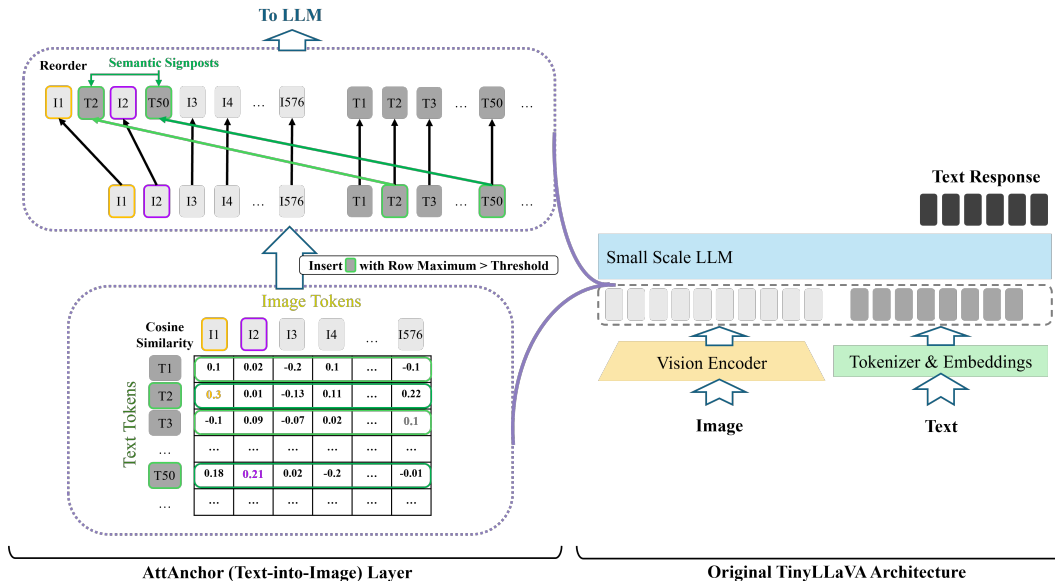 To LLM
Reorder
Semantic Signposts
I1 T2 I2 T50 I3 I4 ... I576 T1 T2 T3 ... T50 ...
I1 I2 I3 I4 ... I576 T1 T2 T3 ... T50 ...
Insert with Row Maximum > Threshold
Image Tokens
Cosine
Similarity
I1 I2 I3 I4 ... I576
Text Tokens
T1 0.1 0.02 -0.2 0.1 ... -0.1
T2 0.3 0.01 -0.13 0.11 ... 0.22
T3 -0.1 0.09 -0.07 0.02 ... 0.1
... ... ... ... ... ... ...
T50 0.18 0.21 0.02 -0.2 ... -0.01
... ... ... ... ... ... ...
AttAnchor (Text-into-Image) Layer
Text Response
Small Scale LLM
Vision Encoder
Tokenizer & Embeddings
Image
Text
Original TinyLLaVA Architecture